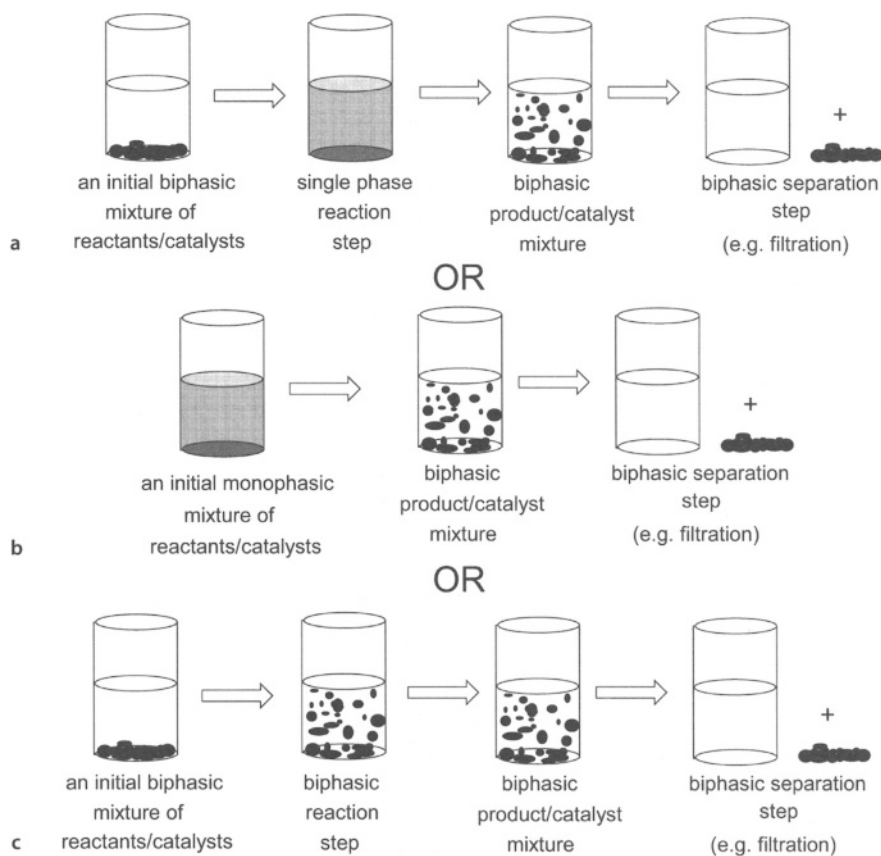 +
an initial biphasic
mixture of
reactants/catalysts
single phase
reaction
step
biphasic
product/catalyst
mixture
biphasic separation
step
(e.g. filtration)
a
OR
+
an initial monophasic
mixture of
reactants/catalysts
biphasic
product/catalyst
mixture
biphasic separation
step
(e.g. filtration)
b
OR
+
an initial biphasic
mixture of
reactants/catalysts
biphasic
reaction
step
biphasic
product/catalyst
mixture
biphasic separation
step
(e.g. filtration)
c